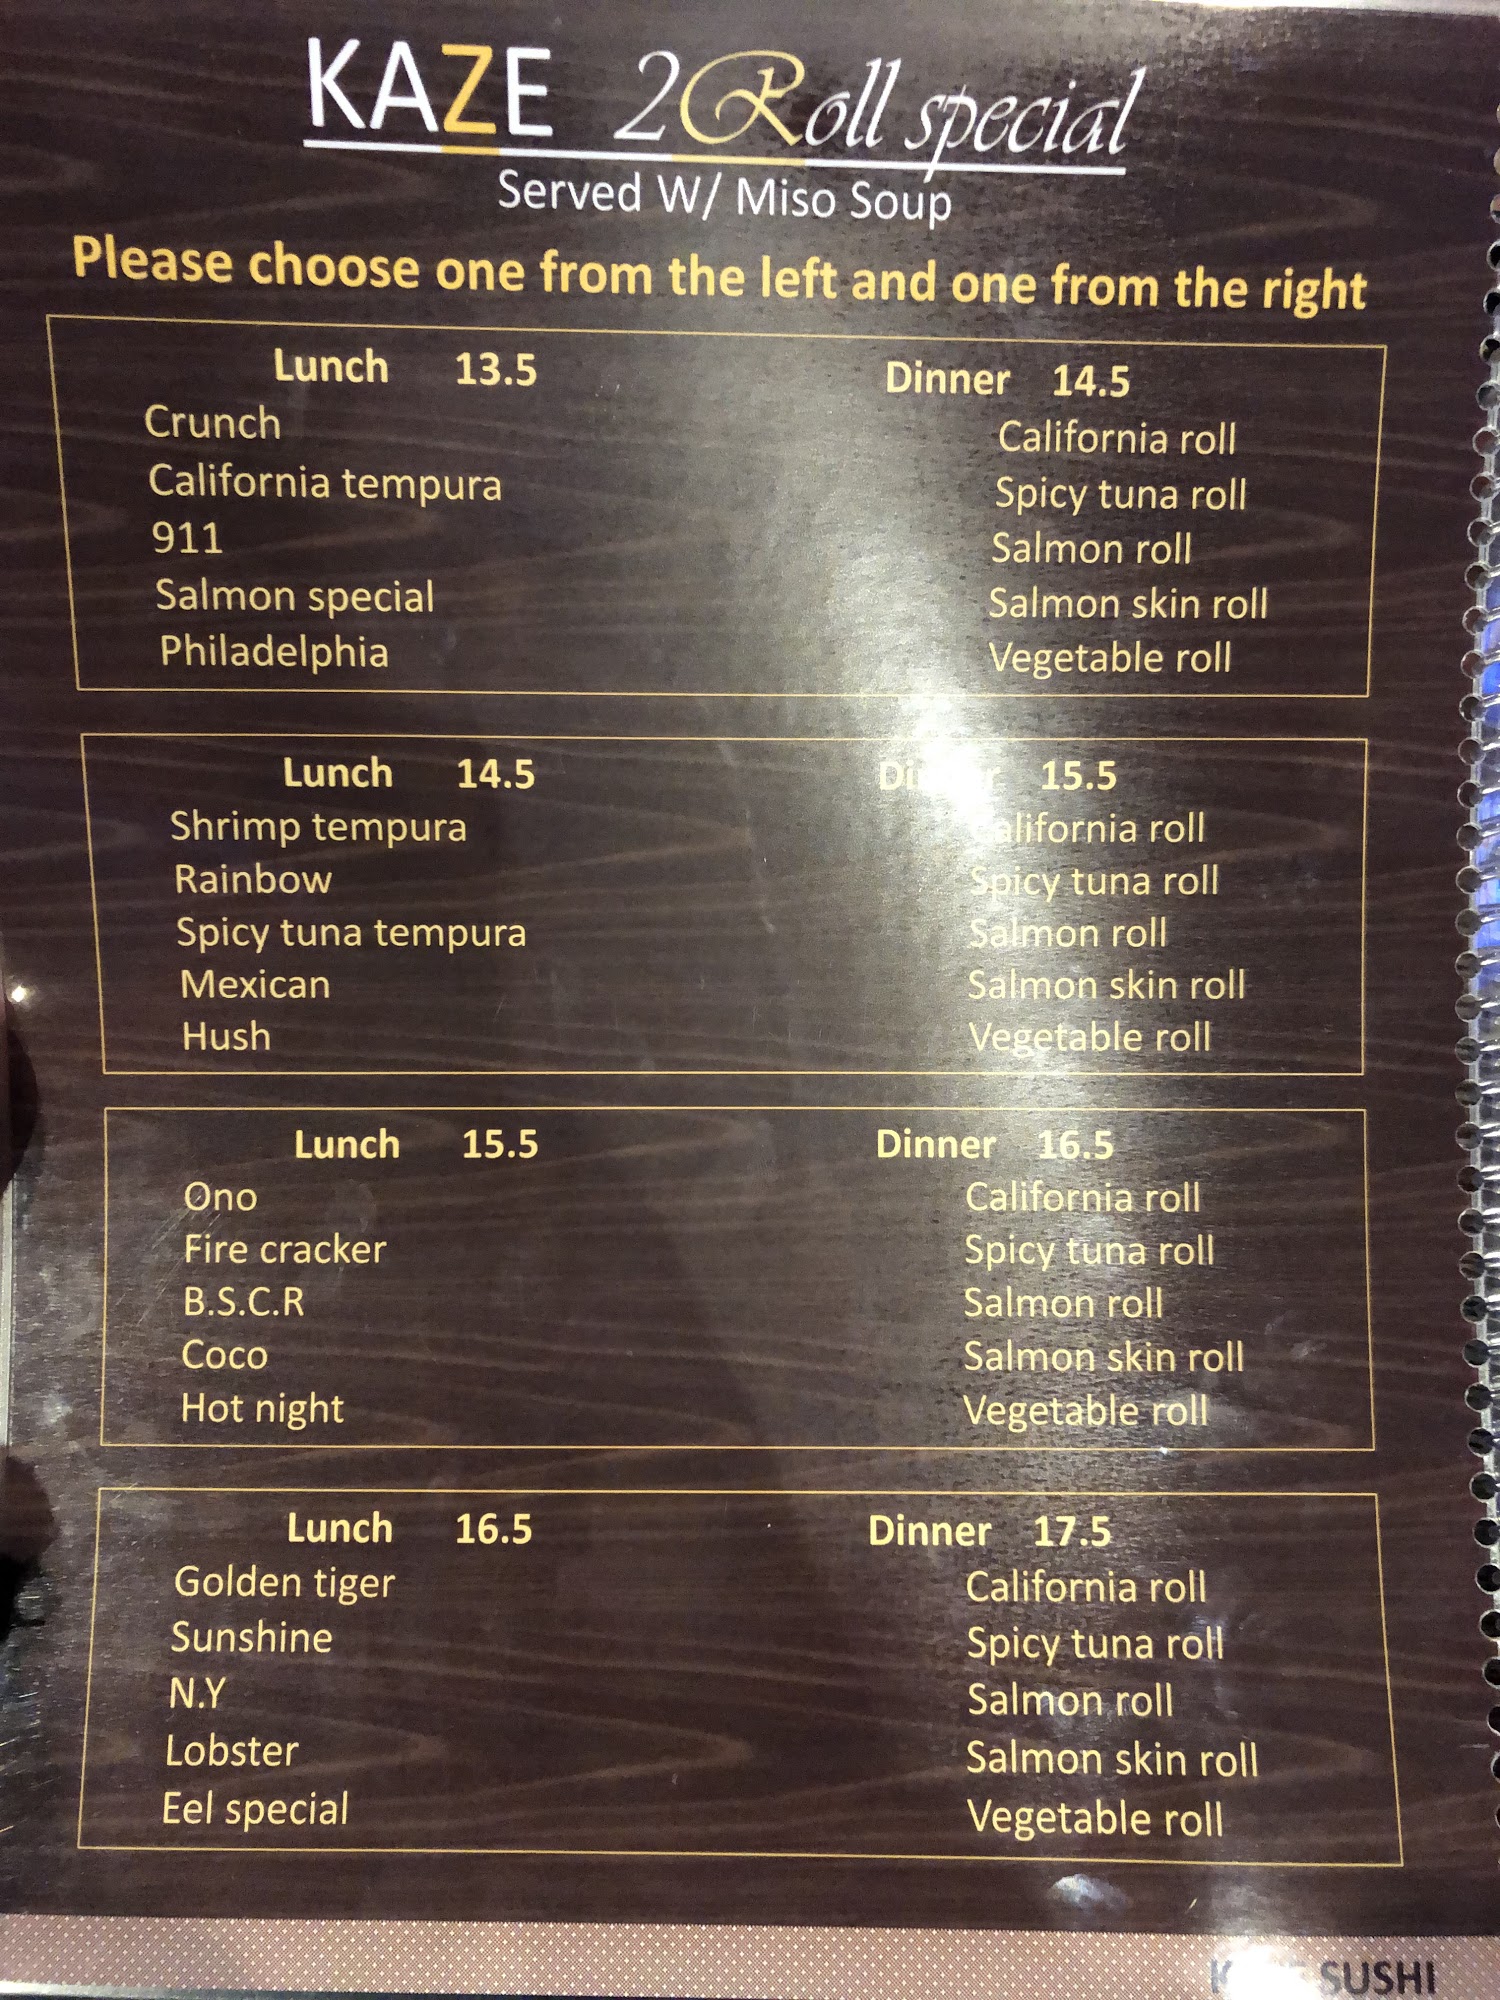 KAZE 2 Roll special
Served W/ Miso Soup
Please choose one from the left and one from the right
Lunch 13.5 Dinner 14.5
Crunch California roll
California tempura Spicy tuna roll
911 Salmon roll
Salmon special Salmon skin roll
Philadelphia Vegetable roll
Lunch 14.5 Dinner 15.5
Shrimp tempura California roll
Rainbow Spicy tuna roll
Spicy tuna tempura Salmon roll
Mexican Salmon skin roll
Hush Vegetable roll
Lunch 15.5 Dinner 16.5
Ono California roll
Fire cracker Spicy tuna roll
B.S.C.R Salmon roll
Coco Salmon skin roll
Hot night Vegetable roll
Lunch 16.5 Dinner 17.5
Golden tiger California roll
Sunshine Spicy tuna roll
N.Y Salmon roll
Lobster Salmon skin roll
Eel special Vegetable roll
SUSHI